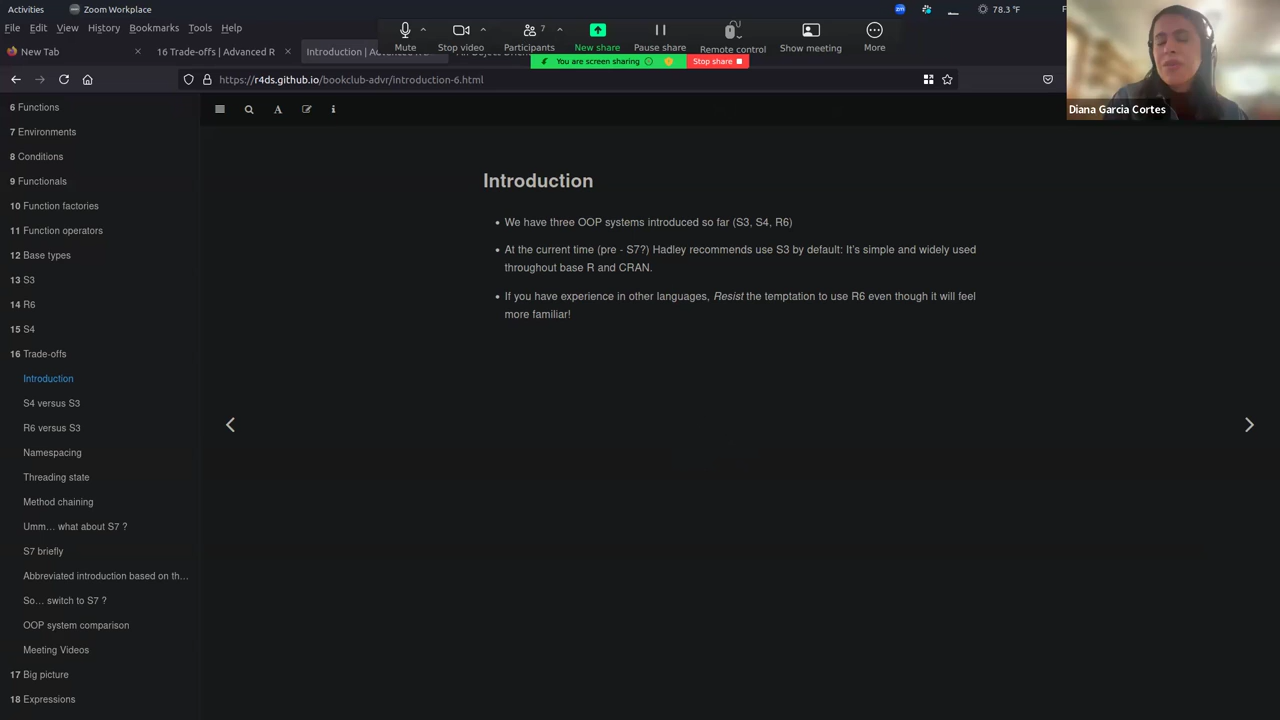 Activities
Zoom Workplace
78.3 °F
File Edit View History Bookmarks Tools Help
Mute
Stop video
7
Participants
New share
Pause share
Remote control
Show meeting
More
You are screen sharing
Stop share
New Tab
16 Trade-offs | Advanced R
Introduction | Advanced R
https://r4ds.github.io/bookclub-advr/introduction-6.html
Diana Garcia Cortes
6 Functions
7 Environments
8 Conditions
9 Functionals
10 Function factories
11 Function operators
12 Base types
13 S3
14 R6
15 S4
16 Trade-offs
Introduction
S4 versus S3
R6 versus S3
Namespacing
Threading state
Method chaining
Umm… what about S7 ?
S7 briefly
Abbreviated introduction based on th…
So… switch to S7 ?
OOP system comparison
Meeting Videos
17 Big picture
18 Expressions
Introduction
• We have three OOP systems introduced so far (S3, S4, R6)
• At the current time (pre - S7?) Hadley recommends use S3 by default: It's simple and widely used
throughout base R and CRAN.
• If you have experience in other languages, Resist the temptation to use R6 even though it will feel
more familiar!